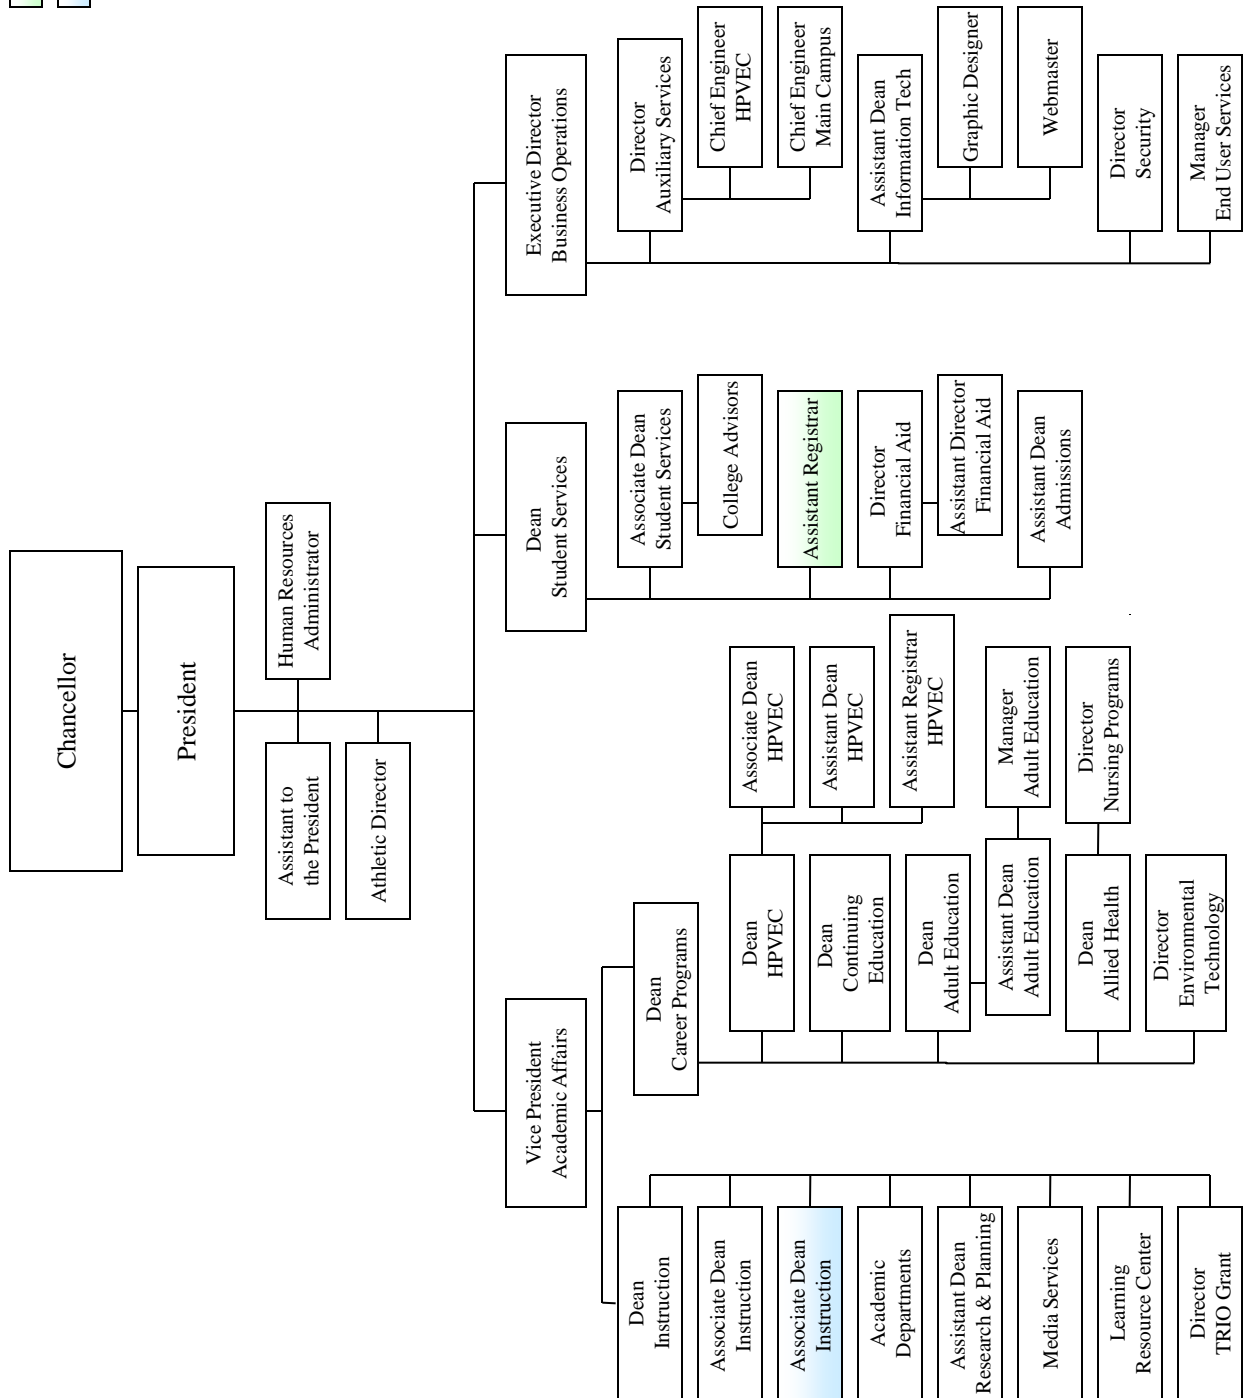 Chancellor
President
Assistant to
the President
Human Resources
Administrator
Athletic Director
Vice President
Academic Affairs
Dean
Instruction
Associate Dean
Instruction
Associate Dean
Instruction
Academic
Departments
Assistant Dean
Research & Planning
Media Services
Learning
Resource Center
Director
TRIO Grant
Dean
Career Programs
Dean
HPVEC
Associate Dean
HPVEC
Assistant Dean
HPVEC
Assistant Registrar
HPVEC
Dean
Continuing
Education
Dean
Adult Education
Assistant Dean
Adult Education
Manager
Adult Education
Dean
Allied Health
Director
Nursing Programs
Director
Environmental
Technology
Dean
Student Services
Associate Dean
Student Services
College Advisors
Assistant Registrar
Director
Financial Aid
Assistant Director
Financial Aid
Assistant Dean
Admissions
Executive Director
Business Operations
Director
Auxiliary Services
Chief Engineer
HPVEC
Chief Engineer
Main Campus
Assistant Dean
Information Tech
Graphic Designer
Webmaster
Director
Security
Manager
End User Services